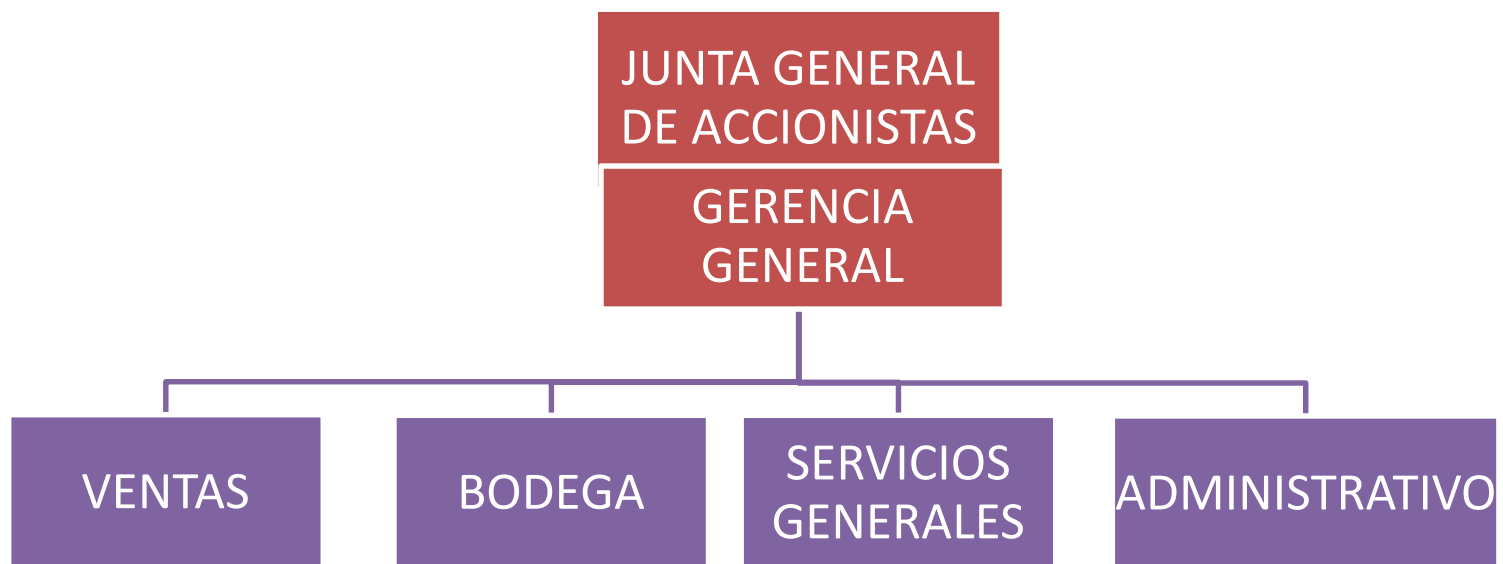 JUNTA GENERAL
DE ACCIONISTAS
GERENCIA
GENERAL
VENTAS
BODEGA
SERVICIOS
GENERALES
ADMINISTRATIVO